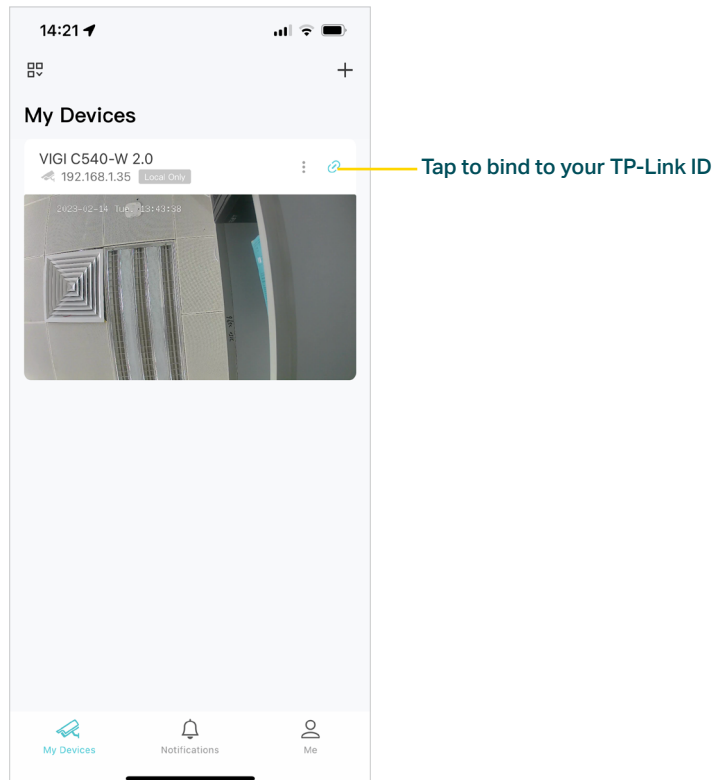 14:21
My Devices
VIGI C540-W 2.0
192.168.1.35 Local Only
Tap to bind to your TP-Link ID
2023-02-14 Tue 13:43:38
My Devices
Notifications
Me